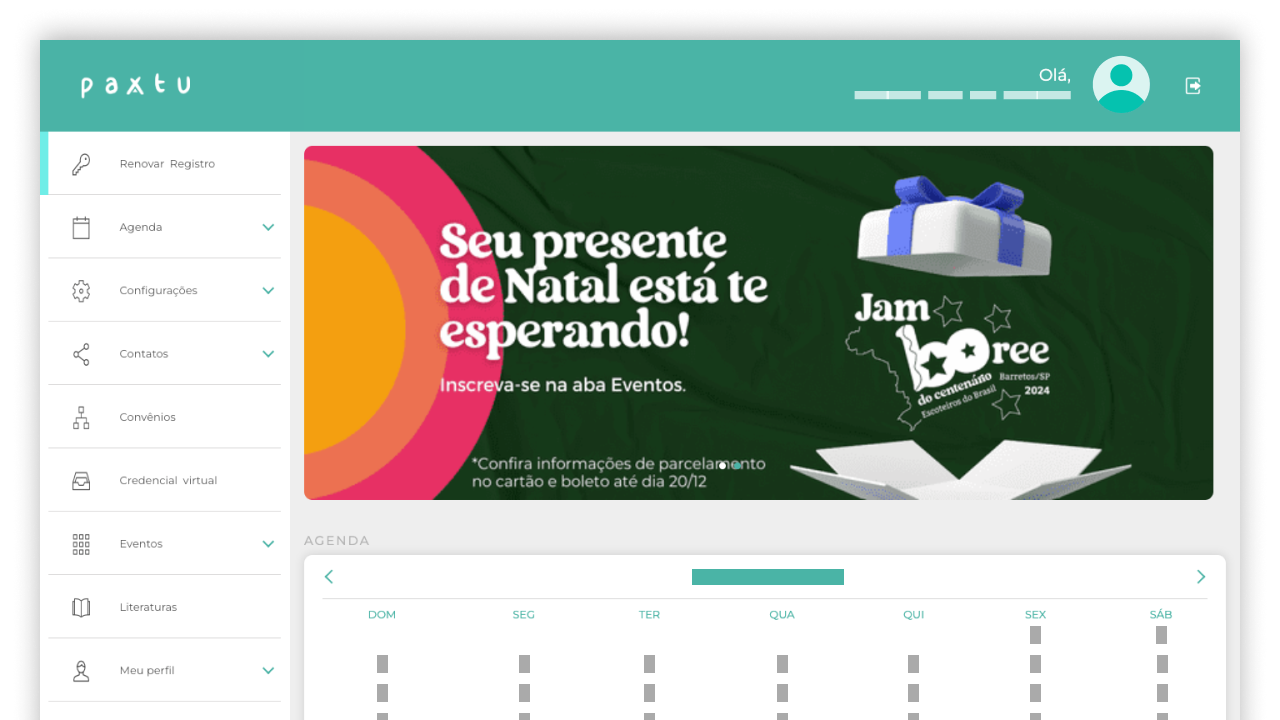 paxtu
Olá,
Renovar Registro
Agenda
Configurações
Contatos
Convênios
Credencial virtual
Eventos
Literaturas
Meu perfil
Seu presente
de Natal está te
esperando!
Inscreva-se na aba Eventos.
*Confira informações de parcelamento
no cartão e boleto até dia 20/12
Jam
boree
do centenário
Escoteiros do Brasil
Barretos/SP
2024
AGENDA
DOM SEG TER QUA QUI SEX SÁB